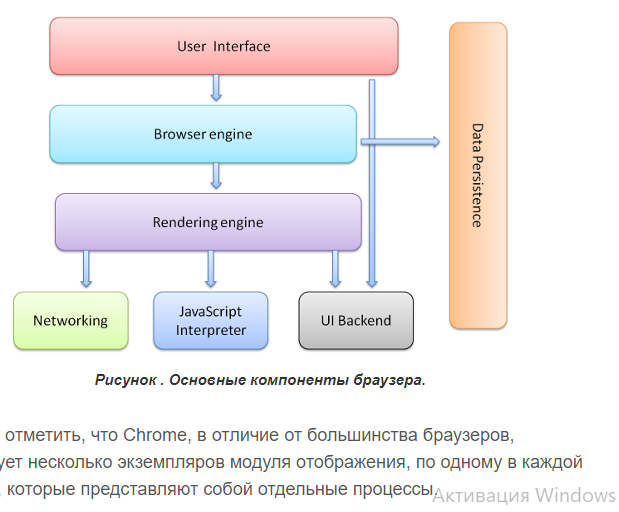 User Interface
Browser engine
Data Persistence
Rendering engine
Networking
JavaScript
Interpreter
UI Backend
Рисунок . Основные компоненты браузера.
отметить, что Chrome, в отличие от большинства браузеров,
ует несколько экземпляров модуля отображения, по одному в каждой
, которые представляют собой отдельные процессы.
Активация Windows